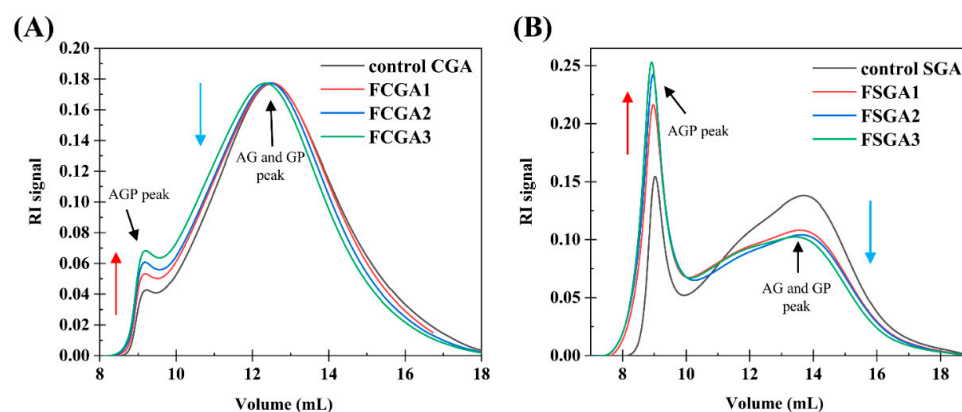 (A)
0.20
0.18
0.16
0.14
0.12
0.10
0.08
0.06
0.04
0.02
0.00
RI signal
control CGA
FCGA1
FCGA2
FCGA3
AGP peak
AG and GP
peak
8 10 12 14 16 18
Volume (mL)
(B)
0.25
0.20
0.15
0.10
0.05
0.00
RI signal
control SGA
FSGA1
FSGA2
FSGA3
AGP peak
AG and GP
peak
8 10 12 14 16 18
Volume (mL)